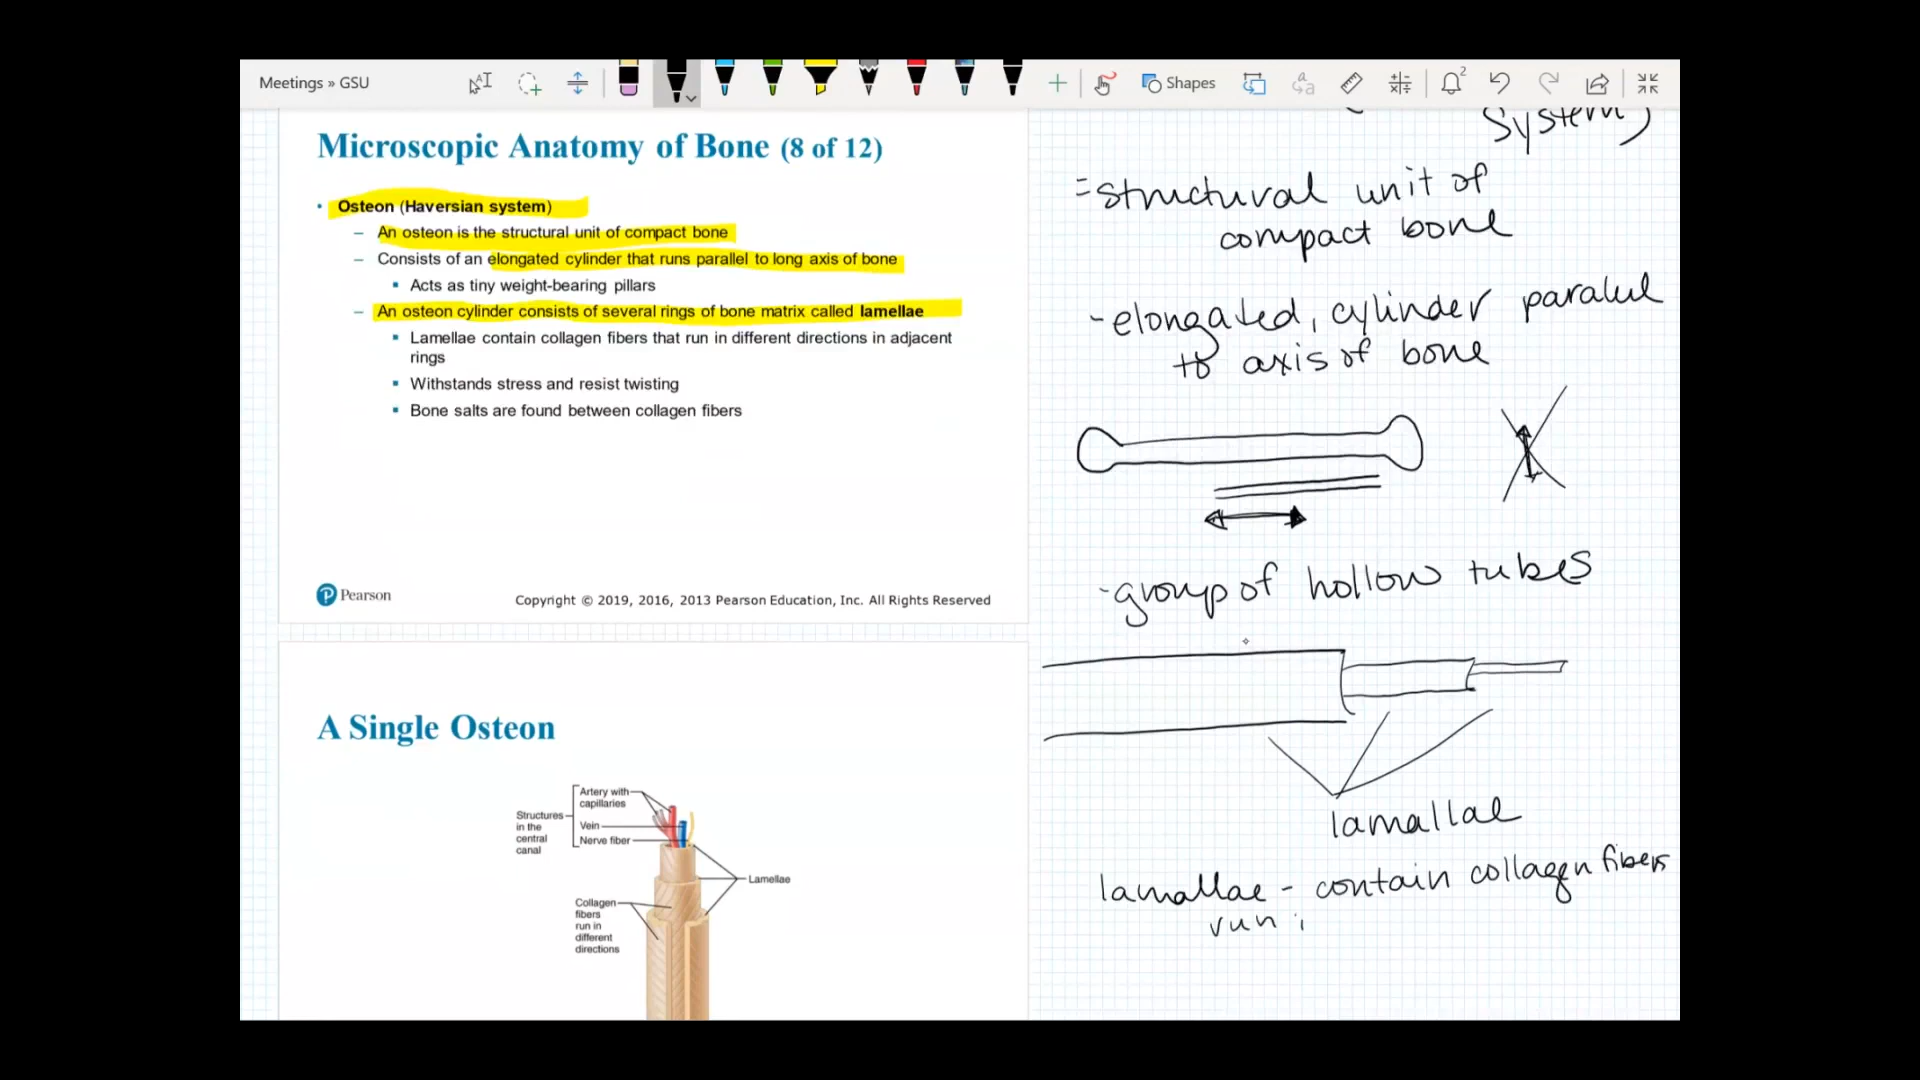 Meetings » GSU
Shapes
2
Microscopic Anatomy of Bone (8 of 12)
• Osteon (Haversian system)
– An osteon is the structural unit of compact bone
– Consists of an elongated cylinder that runs parallel to long axis of bone
▪ Acts as tiny weight-bearing pillars
– An osteon cylinder consists of several rings of bone matrix called lamellae
▪ Lamellae contain collagen fibers that run in different directions in adjacent
rings
▪ Withstands stress and resist twisting
▪ Bone salts are found between collagen fibers
Pearson
Copyright © 2019, 2016, 2013 Pearson Education, Inc. All Rights Reserved
A Single Osteon
Structures
in the
central
canal
Artery with
capillaries
Vein
Nerve fiber
Lamellae
Collagen
fibers
run in
different
directions
System)
= structural unit of
compact bone
- elongated, cylinder paralel
to axis of bone
- group of hollow tubes
lamallae
lamallae - contain collagen fibers
run i